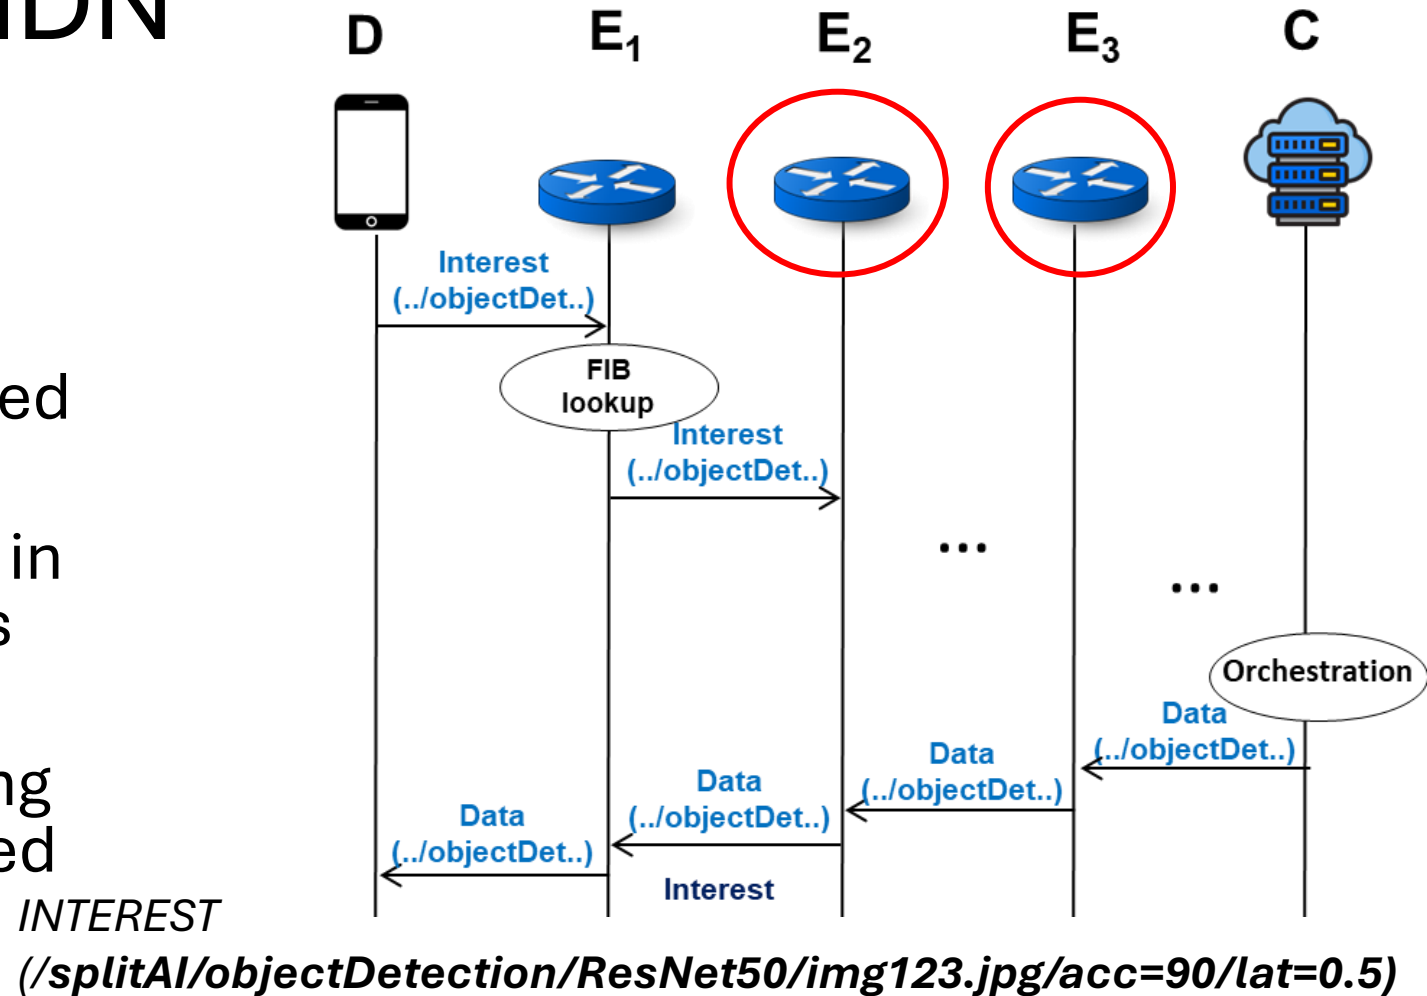 D E₁ E₂ E₃ C
Interest
(../objectDet..)
FIB
lookup
ed
Interest
(../objectDet..)
in
...
...
s
Orchestration
Data
(../objectDet..)
Data
(../objectDet..)
Data
(../objectDet..)
Data
(../objectDet..)
ng
ed
Interest
INTEREST
(/splitAI/objectDetection/ResNet50/img123.jpg/acc=90/lat=0.5)